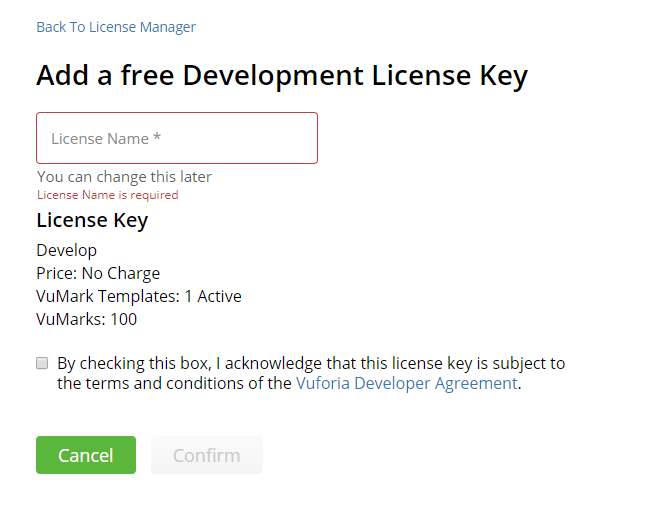 Back To License Manager
Add a free Development License Key
License Name *
You can change this later
License Name is required
License Key
Develop
Price: No Charge
VuMark Templates: 1 Active
VuMarks: 100
By checking this box, I acknowledge that this license key is subject to
the terms and conditions of the Vuforia Developer Agreement.
Cancel Confirm